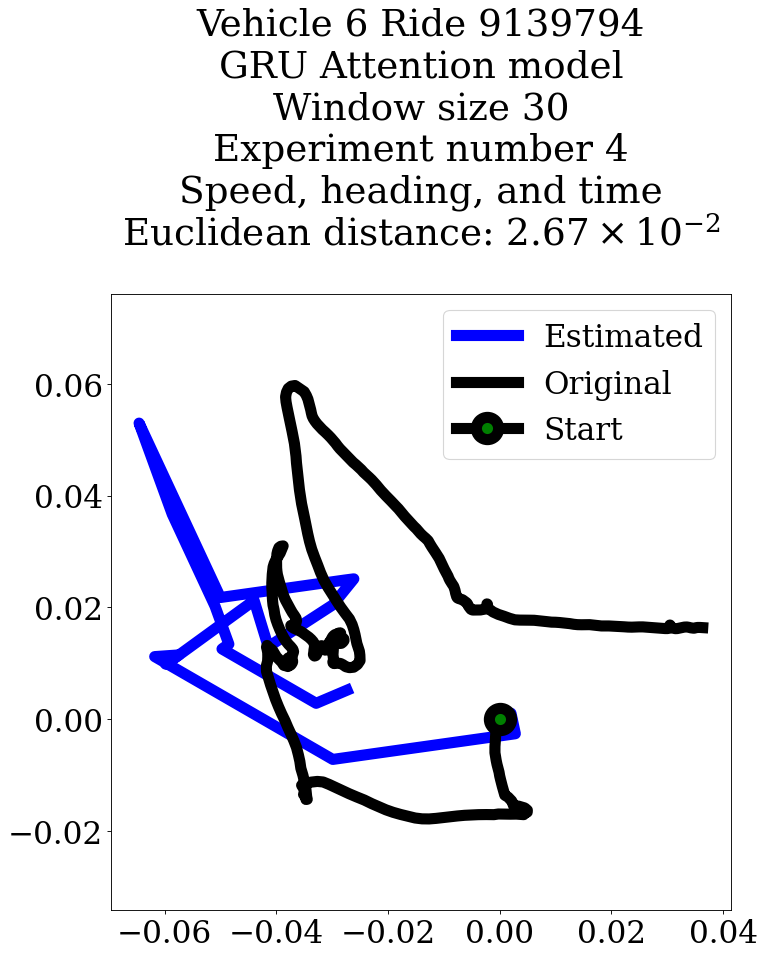 Vehicle 6 Ride 9139794
GRU Attention model
Window size 30
Experiment number 4
Speed, heading, and time
Euclidean distance: 2.67 × 10⁻²
Estimated
Original
Start
0.06
0.04
0.02
0.00
−0.02
−0.06 −0.04 −0.02 0.00 0.02 0.04